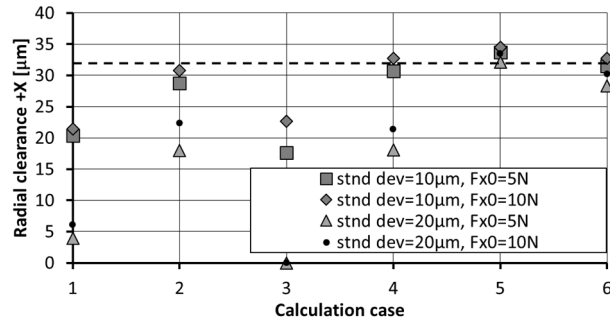 Radial clearance +X [µm]
40
35
30
25
20
15
10
5
0
stnd dev=10µm, Fx0=5N
stnd dev=10µm, Fx0=10N
stnd dev=20µm, Fx0=5N
stnd dev=20µm, Fx0=10N
1 2 3 4 5 6
Calculation case